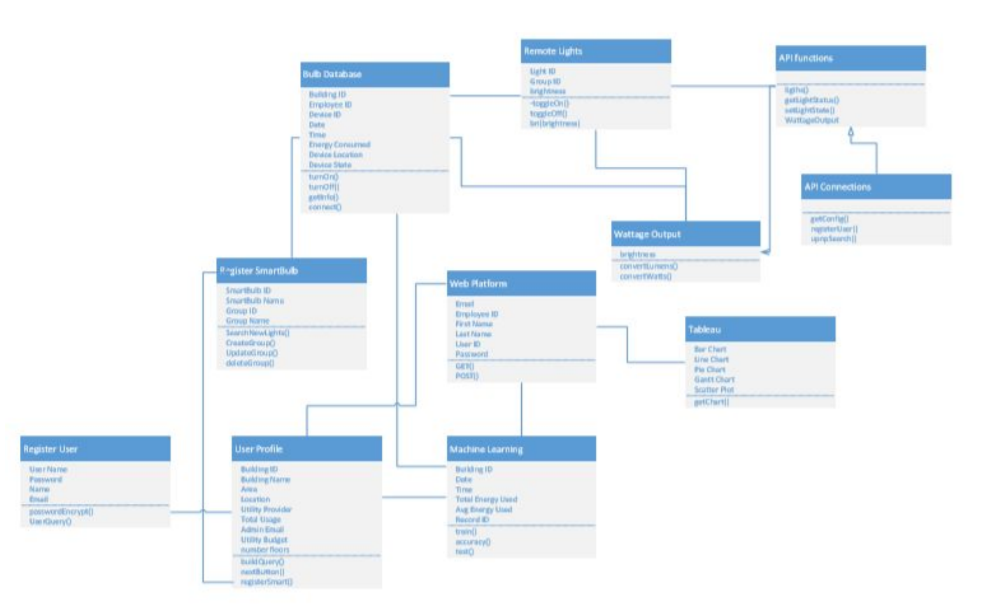 Bulb Database
Building ID
Employee ID
Device ID
Date
Time
Energy Consumed
Device Location
Device State
turnOn()
turnOff()
getInfo()
connect()
Remote Lights
Light ID
Group ID
brightness
-toggleOn()
toggleOff()
bri(brightness)
API functions
getLightStatus()
setLightState()
WattageOutput
API Connections
getConfig()
registerUser()
upnpSearch()
Wattage Output
brightness
convertLumens()
convertWatts()
Register SmartBulb
SmartBulb ID
SmartBulb Name
Group ID
Group Name
SearchNewLights()
CreateGroup()
UpdateGroup()
deleteGroup()
Web Platform
Email
Employee ID
First Name
Last Name
User ID
Password
GET()
POST()
Tableau
Bar Chart
Line Chart
Pie Chart
Gantt Chart
Scatter Plot
getChart()
Register User
User Name
Password
Name
Email
passwordEncrypt()
UserQuery()
User Profile
Building ID
Building Name
Area
Location
Utility Provider
Total Usage
Admin Email
Utility Budget
number floors
buildQuery()
nextButton()
registerSmart()
Machine Learning
Building ID
Date
Time
Total Energy Used
Aug Energy Used
Record ID
train()
accuracy()
test()